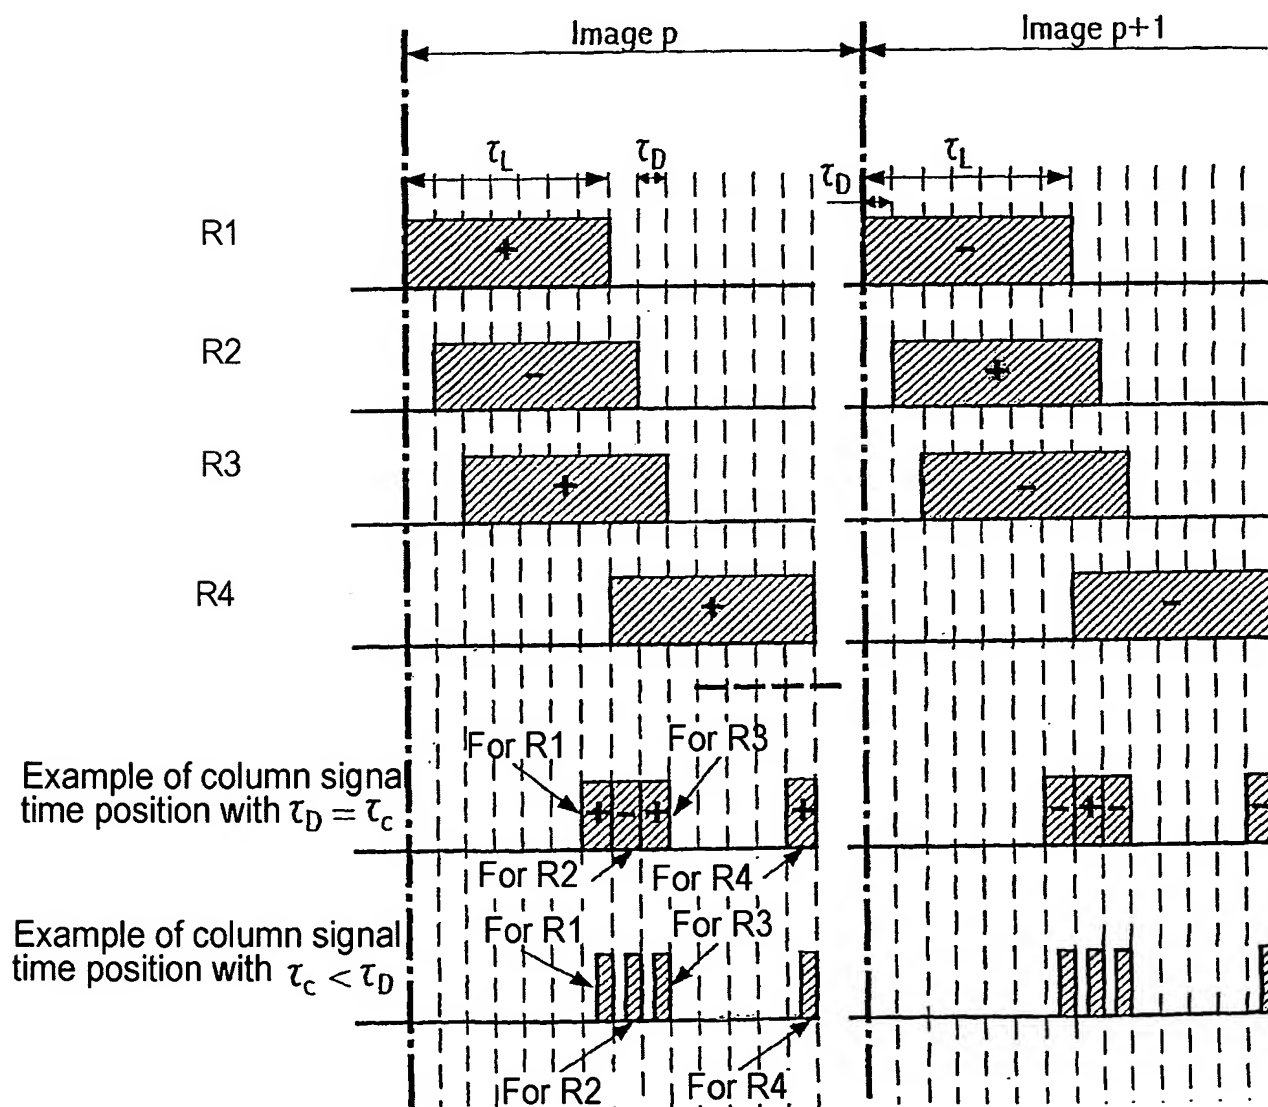 Image p
Image p+1
τL
τD
τL
τD
R1
+
-
R2
-
+
R3
+
-
R4
+
-
For R1
For R3
Example of column signal
time position with τD = τc
+ - +
+
- + -
-
For R2
For R4
Example of column signal
time position with τc < τD
For R1
For R3
For R2
For R4